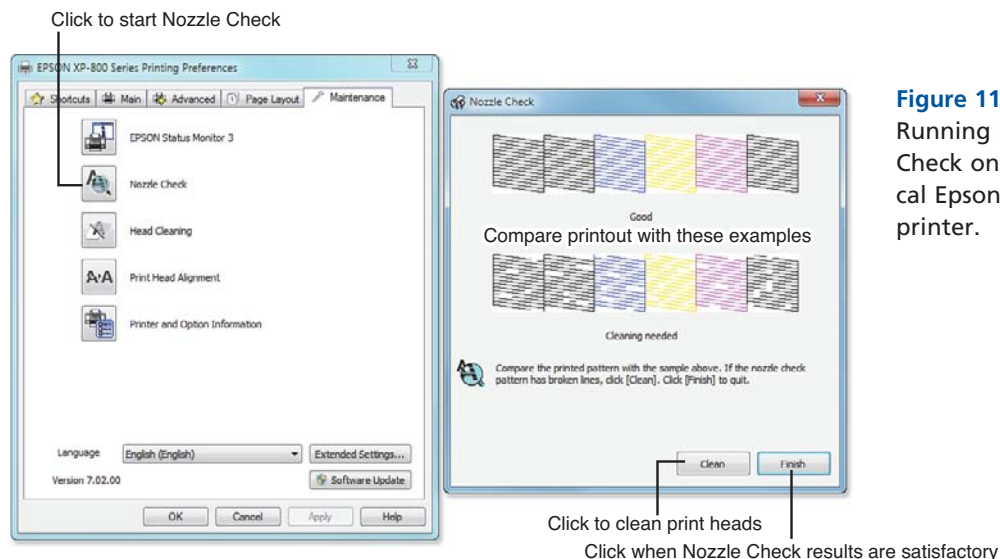 Click to start Nozzle Check
EPSON XP-800 Series Printing Preferences
Shortcuts Main Advanced Page Layout Maintenance
EPSON Status Monitor 3
Nozzle Check
Head Cleaning
Print Head Alignment
Printer and Option Information
Language English (English) Extended Settings...
Version 7.02.00 Software Update
OK Cancel Apply Help
Nozzle Check
Good
Compare printout with these examples
Cleaning needed
Compare the printed pattern with the sample above. If the nozzle check
pattern has broken lines, click [Clean]. Click [Finish] to quit.
Clean Finish
Click to clean print heads
Click when Nozzle Check results are satisfactory
Figure 11
Running
Check on
cal Epson
printer.